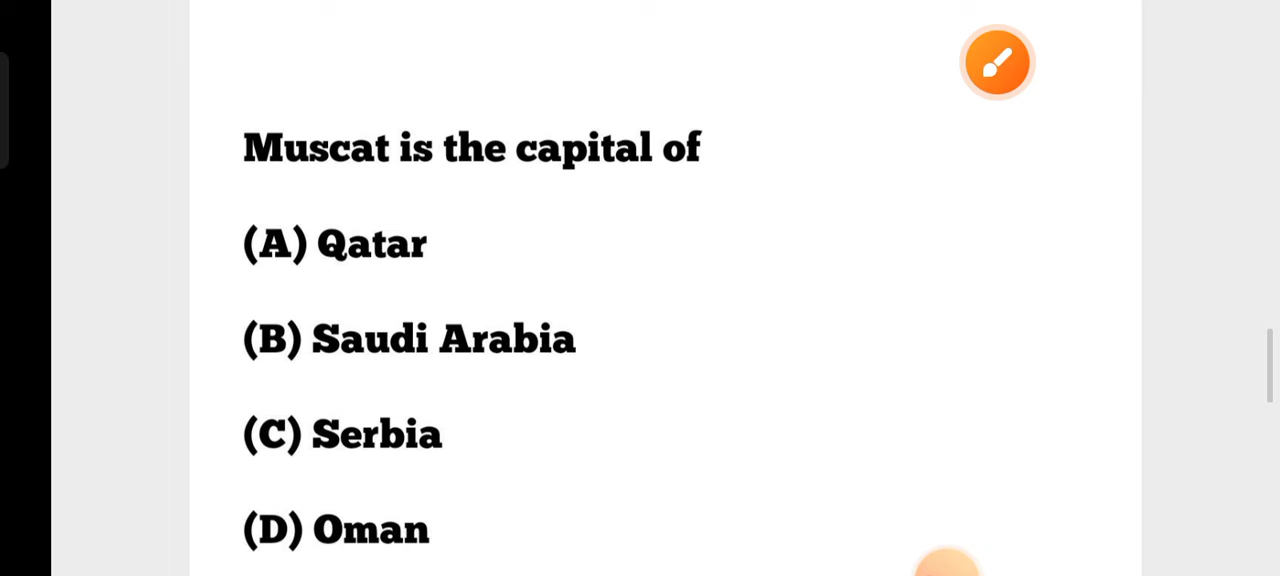 Muscat is the capital of
(A) Qatar
(B) Saudi Arabia
(C) Serbia
(D) Oman